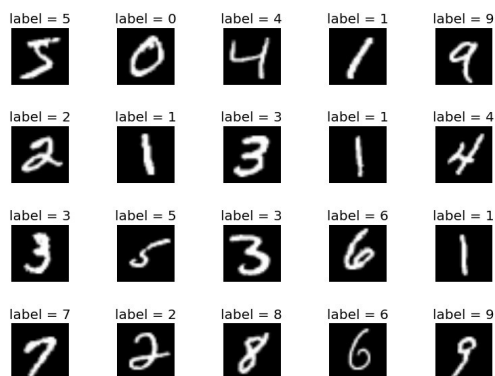 label = 5 label = 0 label = 4 label = 1 label = 9
5 0 4 1 9
label = 2 label = 1 label = 3 label = 1 label = 4
2 1 3 1 4
label = 3 label = 5 label = 3 label = 6 label = 1
3 5 3 6 1
label = 7 label = 2 label = 8 label = 6 label = 9
7 2 8 6 9